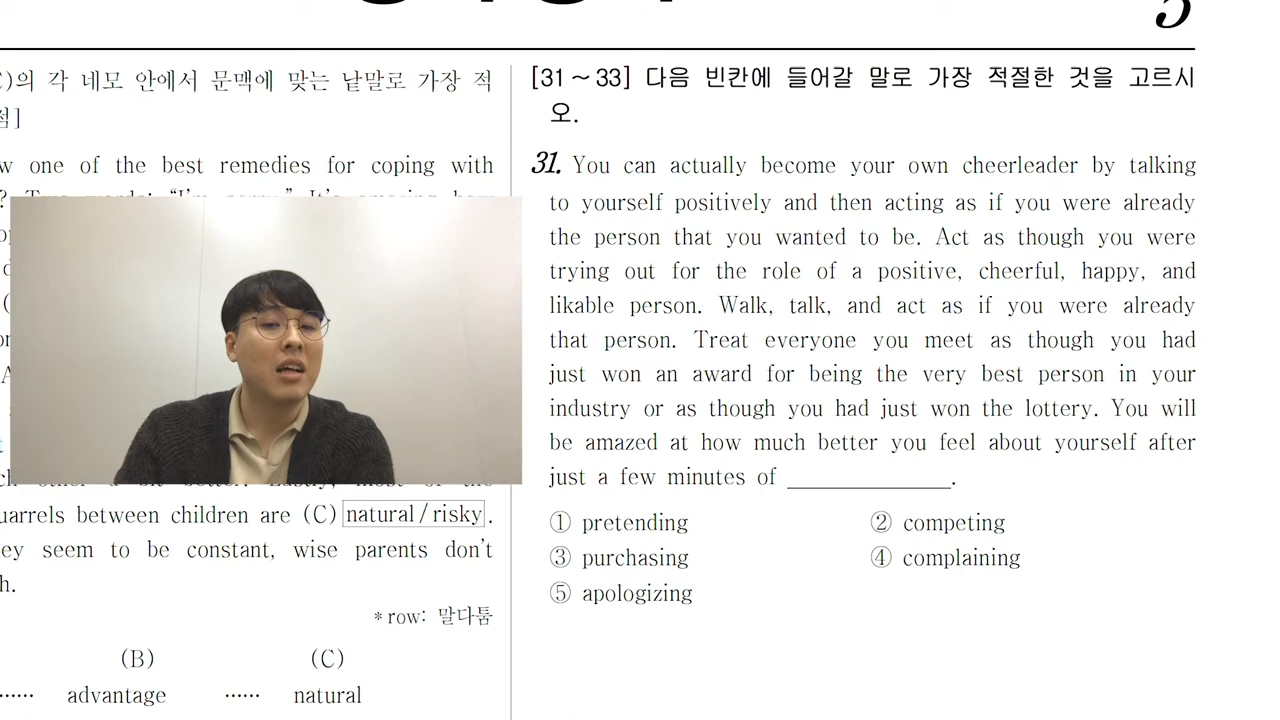 5
)의 각 네모 안에서 문맥에 맞는 낱말로 가장 적
점]
w one of the best remedies for coping with
quarrels between children are (C) natural / risky.
ey seem to be constant, wise parents don't
h.
* row: 말다툼
(B) (C)
…… advantage …… natural
[31 ~ 33] 다음 빈칸에 들어갈 말로 가장 적절한 것을 고르시
오.
31. You can actually become your own cheerleader by talking
to yourself positively and then acting as if you were already
the person that you wanted to be. Act as though you were
trying out for the role of a positive, cheerful, happy, and
likable person. Walk, talk, and act as if you were already
that person. Treat everyone you meet as though you had
just won an award for being the very best person in your
industry or as though you had just won the lottery. You will
be amazed at how much better you feel about yourself after
just a few minutes of ____________.
① pretending ② competing
③ purchasing ④ complaining
⑤ apologizing